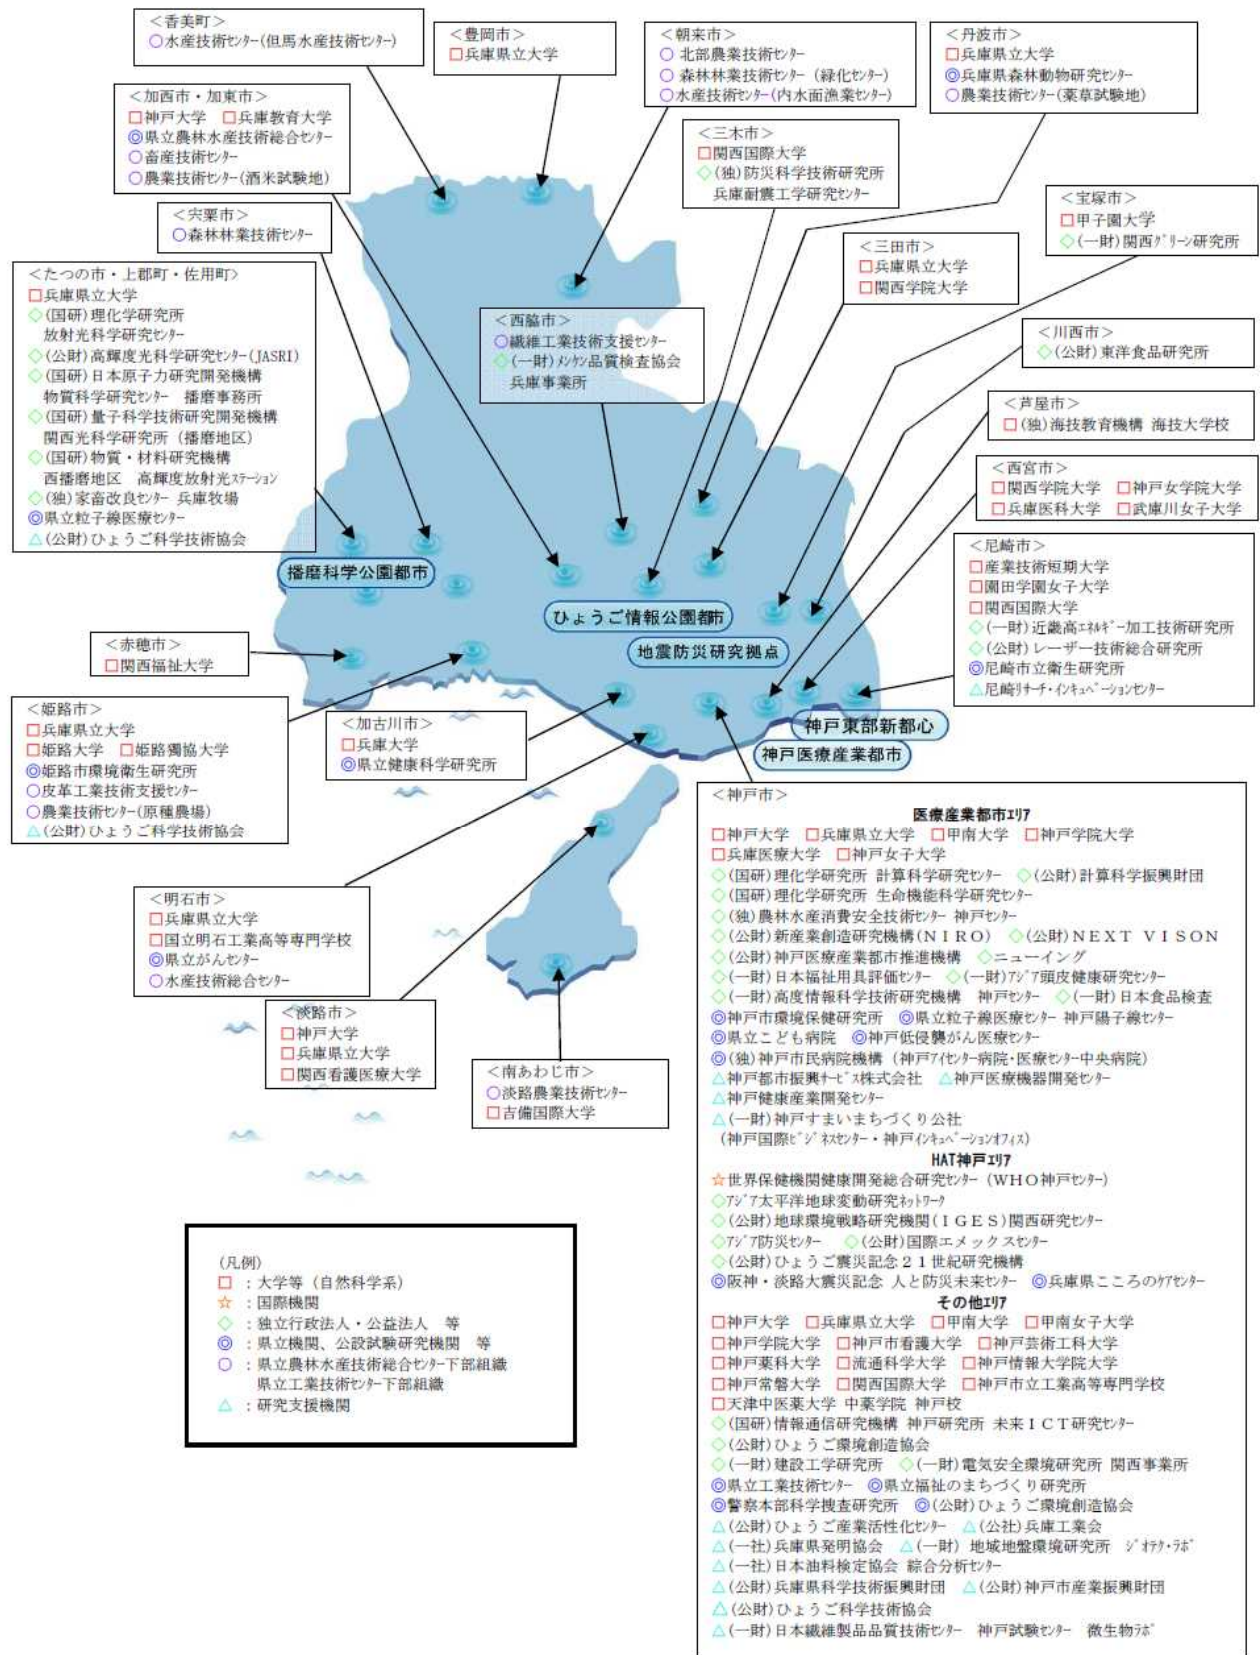 ＜香美町＞
○水産技術センター(但馬水産技術センター)
＜豊岡市＞
□兵庫県立大学
＜朝来市＞
○ 北部農業技術センター
○ 森林林業技術センター（緑化センター)
○水産技術センター(内水面漁業センター)
＜丹波市＞
□兵庫県立大学
◎兵庫県森林動物研究センター
○農業技術センター(薬草試験地)
＜加西市・加東市＞
□神戸大学 □兵庫教育大学
◎県立農林水産技術総合センター
○畜産技術センター
○農業技術センター(酒米試験地)
＜三木市＞
□関西国際大学
◇(独)防災科学技術研究所
兵庫耐震工学研究センター
＜宝塚市＞
□甲子園大学
◇(一財)関西グリーン研究所
＜宍粟市＞
○森林林業技術センター
＜三田市＞
□兵庫県立大学
□関西学院大学
＜たつの市・上郡町・佐用町＞
□兵庫県立大学
◇(国研)理化学研究所
放射光科学研究センター
◇(公財)高輝度光科学研究センター(JASRI)
◇(国研)日本原子力研究開発機構
物質科学研究センター 播磨事務所
◇(国研)量子科学技術研究開発機構
関西光科学研究所（播磨地区）
◇(国研)物質・材料研究機構
西播磨地区 高輝度放射光ステーション
◇(独)家畜改良センター 兵庫牧場
◎県立粒子線医療センター
△(公財)ひょうご科学技術協会
＜西脇市＞
○繊維工業技術支援センター
◇(一財)メンケン品質検査協会
兵庫事業所
＜川西市＞
◇(公財)東洋食品研究所
＜芦屋市＞
□(独)海技教育機構 海技大学校
＜西宮市＞
□関西学院大学 □神戸女学院大学
□兵庫医科大学 □武庫川女子大学
＜尼崎市＞
□産業技術短期大学
□園田学園女子大学
□関西国際大学
◇(一財)近畿高エネルギー加工技術研究所
◇(公財)レーザー技術総合研究所
◎尼崎市立衛生研究所
△尼崎リサーチ・インキュベーションセンター
播磨科学公園都市
ひょうご情報公園都市
地震防災研究拠点
神戸東部新都心
神戸医療産業都市
＜赤穂市＞
□関西福祉大学
＜姫路市＞
□兵庫県立大学
□姫路大学 □姫路獨協大学
◎姫路市環境衛生研究所
○皮革工業技術支援センター
○農業技術センター(原種農場)
△(公財)ひょうご科学技術協会
＜加古川市＞
□兵庫大学
◎県立健康科学研究所
＜明石市＞
□兵庫県立大学
□国立明石工業高等専門学校
◎県立がんセンター
○水産技術総合センター
＜淡路市＞
□神戸大学
□兵庫県立大学
□関西看護医療大学
＜南あわじ市＞
○淡路農業技術センター
□吉備国際大学
＜神戸市＞
医療産業都市エリア
□神戸大学 □兵庫県立大学 □甲南大学 □神戸学院大学
□兵庫医療大学 □神戸女子大学
◇(国研)理化学研究所 計算科学研究センター ◇(公財)計算科学振興財団
◇(国研)理化学研究所 生命機能科学研究センター
◇(独)農林水産消費安全技術センター 神戸センター
◇(公財)新産業創造研究機構(ＮＩＲＯ) ◇(公財)ＮＥＸＴ ＶＩＳＯＮ
◇(公財)神戸医療産業都市推進機構 ◇ニューイング
◇(一財)日本福祉用具評価センター ◇(一財)アジア頭皮健康研究センター
◇(一財)高度情報科学技術研究機構 神戸センター ◇(一財)日本食品検査
◎神戸市環境保健研究所 ◎県立粒子線医療センター 神戸陽子線センター
◎県立こども病院 ◎神戸低侵襲がん医療センター
◎(独)神戸市民病院機構（神戸アイセンター病院・医療センター中央病院）
△神戸都市振興サービス株式会社 △神戸医療機器開発センター
△神戸健康産業開発センター
△(一財)神戸すまいまちづくり公社
(神戸国際ビジネスセンター・神戸インキュベーションオフィス)
HAT神戸エリア
☆世界保健機関健康開発総合研究センター（ＷＨＯ神戸センター)
◇アジア太平洋地球変動研究ネットワーク
◇(公財)地球環境戦略研究機関(ＩＧＥＳ)関西研究センター
◇アジア防災センター ◇(公財)国際エメックスセンター
◇(公財)ひょうご震災記念２１世紀研究機構
◎阪神・淡路大震災記念 人と防災未来センター ◎兵庫県こころのケアセンター
その他エリア
□神戸大学 □兵庫県立大学 □甲南大学 □甲南女子大学
□神戸学院大学 □神戸市看護大学 □神戸芸術工科大学
□神戸薬科大学 □流通科学大学 □神戸情報大学院大学
□神戸常盤大学 □関西国際大学 □神戸市立工業高等専門学校
□天津中医薬大学 中薬学院 神戸校
◇(国研)情報通信研究機構 神戸研究所 未来ＩＣＴ研究センター
◇(公財)ひょうご環境創造協会
◇(一財)建設工学研究所 ◇(一財)電気安全環境研究所 関西事業所
◎県立工業技術センター ◎県立福祉のまちづくり研究所
◎警察本部科学捜査研究所 ◎(公財)ひょうご環境創造協会
△(公財)ひょうご産業活性化センター △(公社)兵庫工業会
△(一社)兵庫県発明協会 △(一財) 地域地盤環境研究所 ジオテク・ラボ
△(一社)日本油料検定協会 綜合分析センター
△(公財)兵庫県科学技術振興財団 △(公財)神戸市産業振興財団
△(公財)ひょうご科学技術協会
△(一財)日本繊維製品品質技術センター 神戸試験センター 微生物ラボ
(凡例)
□ ：大学等（自然科学系）
☆ ：国際機関
◇ ：独立行政法人・公益法人 等
◎ ：県立機関、公設試験研究機関 等
○ ：県立農林水産技術総合センター下部組織
県立工業技術センター下部組織
△ ：研究支援機関